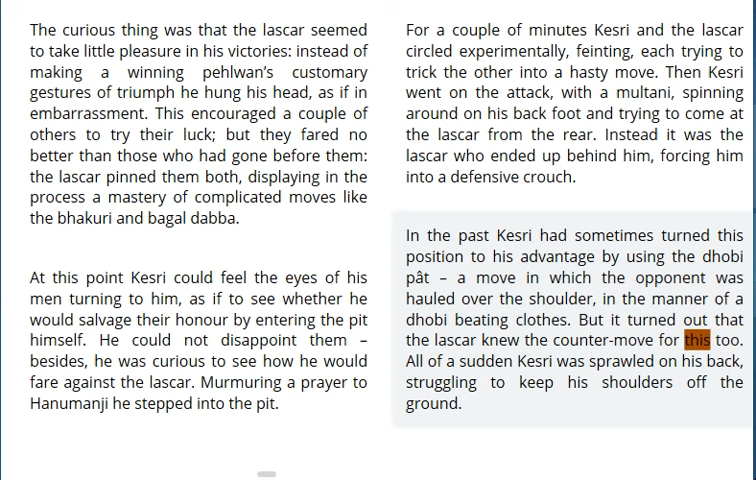 The curious thing was that the lascar seemed
to take little pleasure in his victories: instead of
making a winning pehlwan's customary
gestures of triumph he hung his head, as if in
embarrassment. This encouraged a couple of
others to try their luck; but they fared no
better than those who had gone before them:
the lascar pinned them both, displaying in the
process a mastery of complicated moves like
the bhakuri and bagal dabba.
At this point Kesri could feel the eyes of his
men turning to him, as if to see whether he
would salvage their honour by entering the pit
himself. He could not disappoint them –
besides, he was curious to see how he would
fare against the lascar. Murmuring a prayer to
Hanumanji he stepped into the pit.
For a couple of minutes Kesri and the lascar
circled experimentally, feinting, each trying to
trick the other into a hasty move. Then Kesri
went on the attack, with a multani, spinning
around on his back foot and trying to come at
the lascar from the rear. Instead it was the
lascar who ended up behind him, forcing him
into a defensive crouch.
In the past Kesri had sometimes turned this
position to his advantage by using the dhobi
pât – a move in which the opponent was
hauled over the shoulder, in the manner of a
dhobi beating clothes. But it turned out that
the lascar knew the counter-move for this too.
All of a sudden Kesri was sprawled on his back,
struggling to keep his shoulders off the
ground.